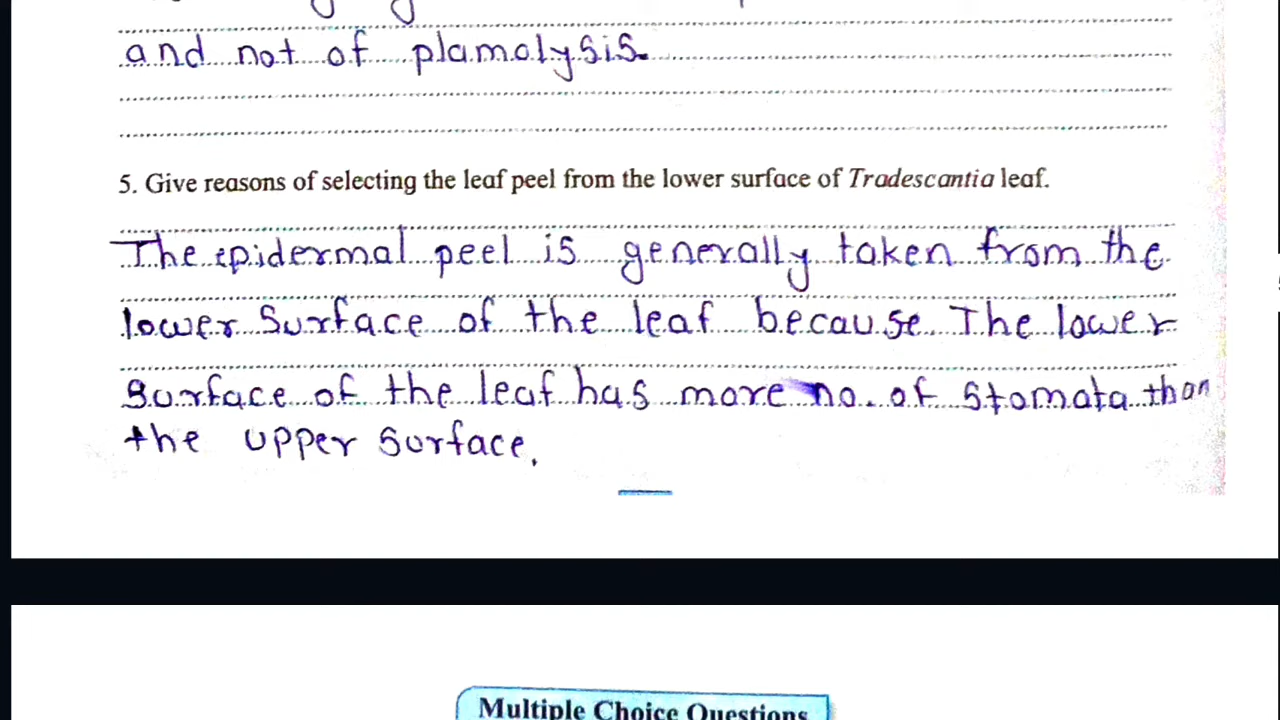 and not of plamolysis.
5. Give reasons of selecting the leaf peel from the lower surface of Tradescantia leaf.
The epidermal peel is generally taken from the
lower surface of the leaf because The lower
surface of the leaf has more no. of stomata than
the upper surface.
Multiple Choice Questions